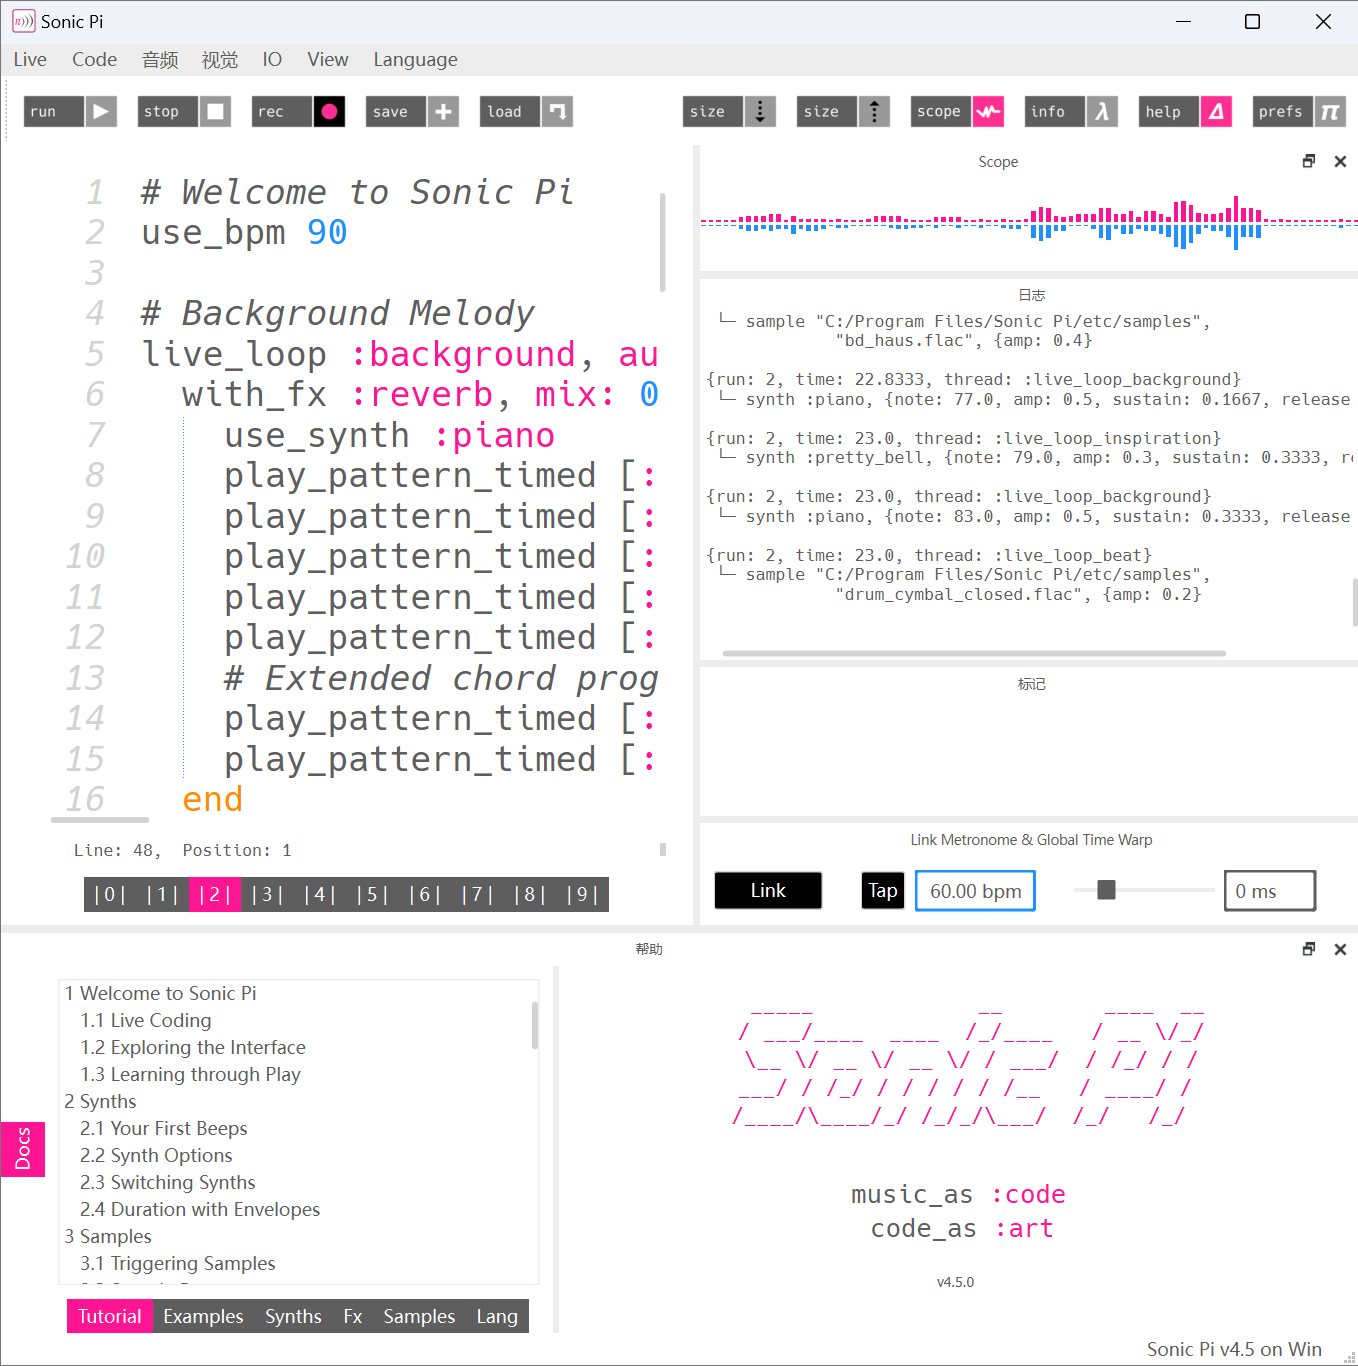 Sonic Pi
Live Code 音频 视觉 IO View Language
run stop rec save load size size scope info help prefs
1 # Welcome to Sonic Pi
2 use_bpm 90
3
4 # Background Melody
5 live_loop :background, au
6 with_fx :reverb, mix: 0
7 use_synth :piano
8 play_pattern_timed [:
9 play_pattern_timed [:
10 play_pattern_timed [:
11 play_pattern_timed [:
12 play_pattern_timed [:
13 # Extended chord prog
14 play_pattern_timed [:
15 play_pattern_timed [:
16 end
Line: 48, Position: 1
|0| |1| |2| |3| |4| |5| |6| |7| |8| |9|
Scope
日志
└─ sample "C:/Program Files/Sonic Pi/etc/samples",
"bd_haus.flac", {amp: 0.4}
{run: 2, time: 22.8333, thread: :live_loop_background}
└─ synth :piano, {note: 77.0, amp: 0.5, sustain: 0.1667, release
{run: 2, time: 23.0, thread: :live_loop_inspiration}
└─ synth :pretty_bell, {note: 79.0, amp: 0.3, sustain: 0.3333, r
{run: 2, time: 23.0, thread: :live_loop_background}
└─ synth :piano, {note: 83.0, amp: 0.5, sustain: 0.3333, release
{run: 2, time: 23.0, thread: :live_loop_beat}
└─ sample "C:/Program Files/Sonic Pi/etc/samples",
"drum_cymbal_closed.flac", {amp: 0.2}
标记
Link Metronome & Global Time Warp
Link Tap 60.00 bpm 0 ms
帮助
Docs
1 Welcome to Sonic Pi
1.1 Live Coding
1.2 Exploring the Interface
1.3 Learning through Play
2 Synths
2.1 Your First Beeps
2.2 Synth Options
2.3 Switching Synths
2.4 Duration with Envelopes
3 Samples
3.1 Triggering Samples
Tutorial Examples Synths Fx Samples Lang
Sonic Pi
music_as :code
code_as :art
v4.5.0
Sonic Pi v4.5 on Win